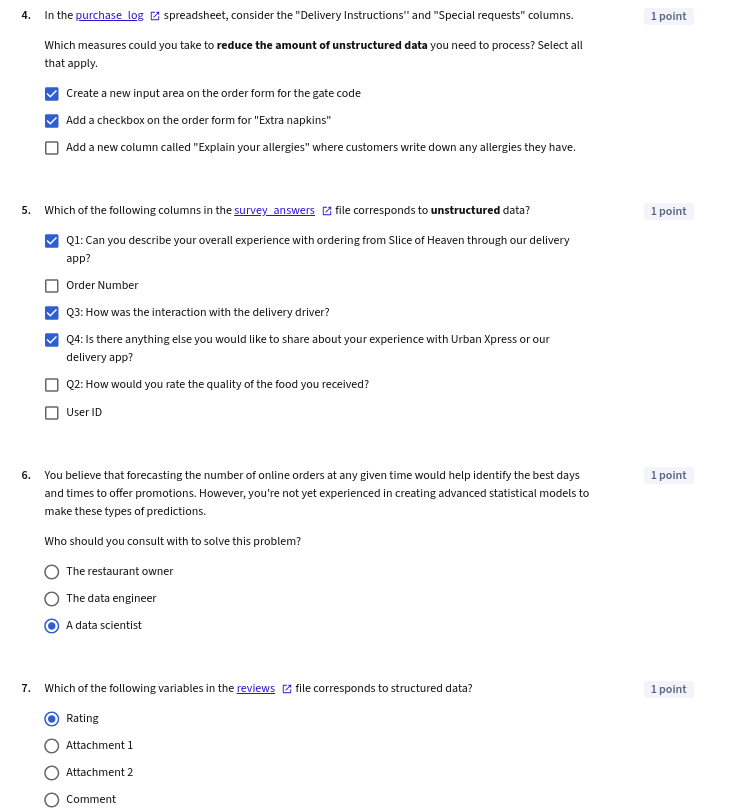 4. In the purchase_log spreadsheet, consider the "Delivery Instructions'' and "Special requests" columns. 1 point
Which measures could you take to reduce the amount of unstructured data you need to process? Select all
that apply.
Create a new input area on the order form for the gate code
Add a checkbox on the order form for "Extra napkins"
Add a new column called "Explain your allergies" where customers write down any allergies they have.
5. Which of the following columns in the survey_answers file corresponds to unstructured data? 1 point
Q1: Can you describe your overall experience with ordering from Slice of Heaven through our delivery
app?
Order Number
Q3: How was the interaction with the delivery driver?
Q4: Is there anything else you would like to share about your experience with Urban Xpress or our
delivery app?
Q2: How would you rate the quality of the food you received?
User ID
6. You believe that forecasting the number of online orders at any given time would help identify the best days 1 point
and times to offer promotions. However, you're not yet experienced in creating advanced statistical models to
make these types of predictions.
Who should you consult with to solve this problem?
The restaurant owner
The data engineer
A data scientist
7. Which of the following variables in the reviews file corresponds to structured data? 1 point
Rating
Attachment 1
Attachment 2
Comment